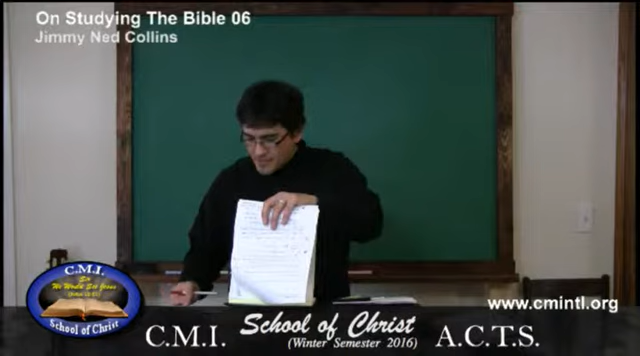 On Studying The Bible 06
Jimmy Ned Collins
www.cmintl.org
C.M.I.
Sir
We Would See Jesus
School of Christ
C.M.I. School of Christ A.C.T.S.
(Winter Semester 2016)